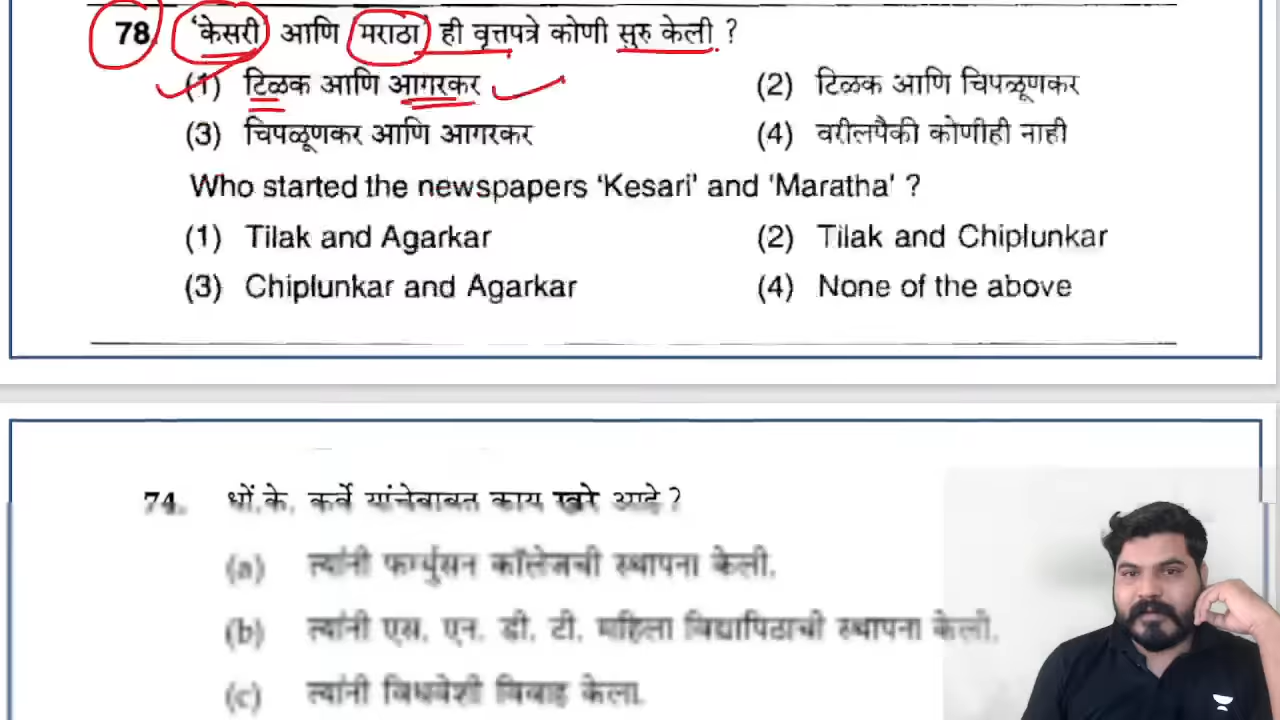 78. 'केसरी' आणि 'मराठा' ही वृत्तपत्रे कोणी सुरु केली ?
(1) टिळक आणि आगरकर (2) टिळक आणि चिपळूणकर
(3) चिपळूणकर आणि आगरकर (4) वरीलपैकी कोणीही नाही
Who started the newspapers 'Kesari' and 'Maratha' ?
(1) Tilak and Agarkar (2) Tilak and Chiplunkar
(3) Chiplunkar and Agarkar (4) None of the above
74. धों.के. कर्वे यांचेबाबत काय खरे आहे ?
(a) त्यांनी फर्ग्युसन कॉलेजची स्थापना केली.
(b) त्यांनी एस. एन. डी. टी. महिला विद्यापिठाची स्थापना केली.
(c) त्यांनी विधवेशी विवाह केला.